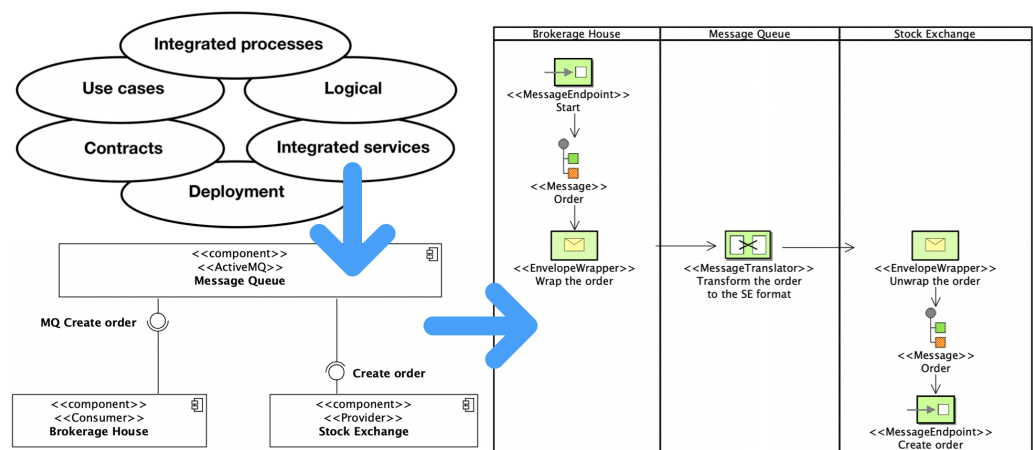 Integrated processes
Use cases
Logical
Contracts
Integrated services
Deployment
<<component>>
<<ActiveMQ>>
Message Queue
MQ Create order
Create order
<<component>>
<<Consumer>>
Brokerage House
<<component>>
<<Provider>>
Stock Exchange
Brokerage House
Message Queue
Stock Exchange
<<MessageEndpoint>>
Start
<<Message>>
Order
<<EnvelopeWrapper>>
Wrap the order
<<MessageTranslator>>
Transform the order
to the SE format
<<EnvelopeWrapper>>
Unwrap the order
<<Message>>
Order
<<MessageEndpoint>>
Create order